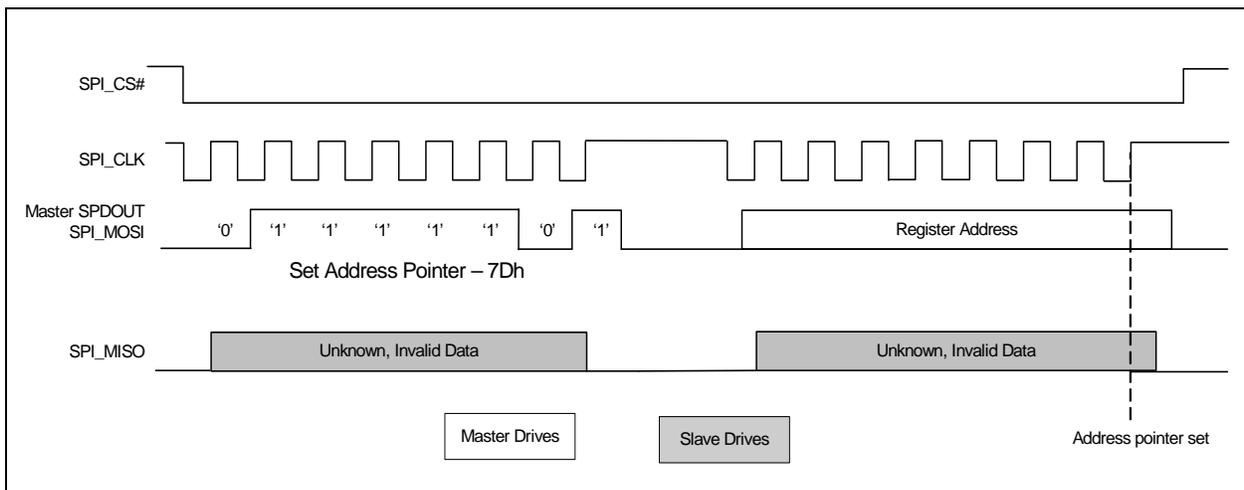 SPI_CS#
SPI_CLK
Master SPDOUT
SPI_MOSI
‘0’ ‘1’ ‘1’ ‘1’ ‘1’ ‘1’ ‘0’ ‘1’ Register Address
Set Address Pointer – 7Dh
SPI_MISO
Unknown, Invalid Data Unknown, Invalid Data
Master Drives Slave Drives Address pointer set